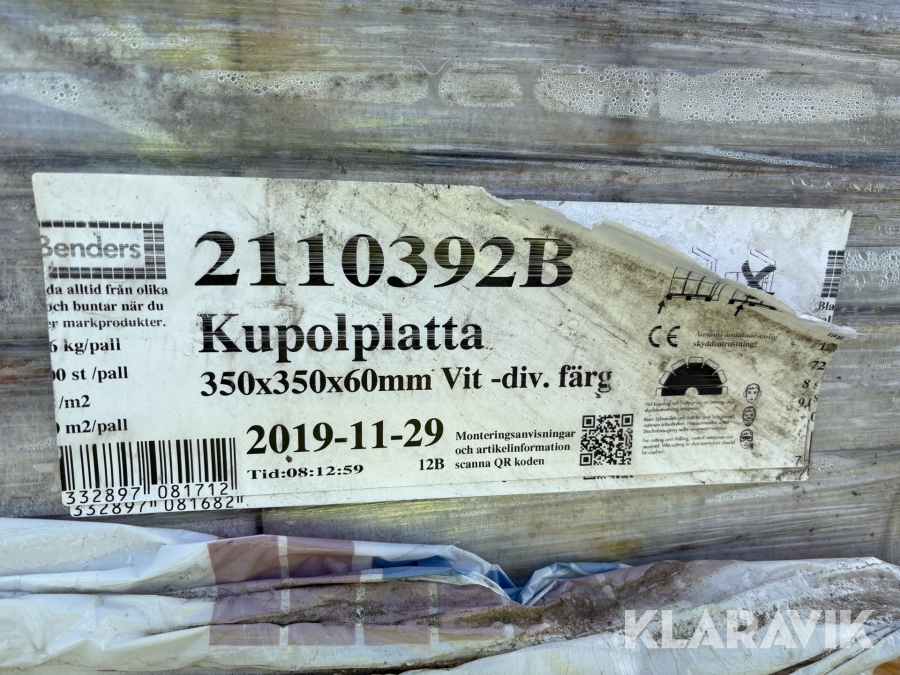 Benders
2110392B
da alltid från olika
och buntar när du
er markprodukter.
Kupolplatta
6 kg/pall
st /pall
350x350x60mm Vit -div. färg
/m2
m2/pall
2019-11-29
Tid:08:12:59
12B
Monteringsanvisningar
och artikelinformation
scanna QR koden
CE
skyddsutrustning!
332897 081712
332897 081682
KLARAVIK